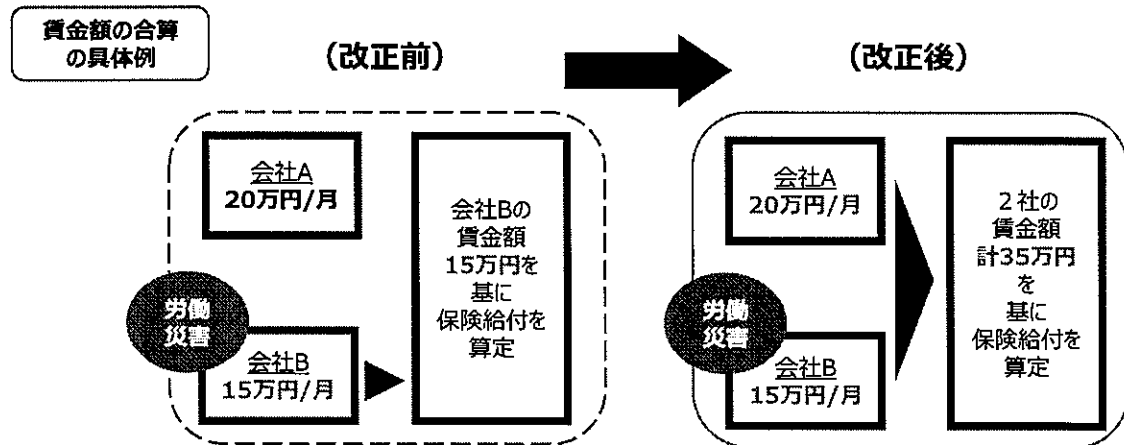 賃金額の合算
の具体例
（改正前）
（改正後）
会社A
20万円/月
労働
災害
会社B
15万円/月
会社Bの
賃金額
15万円を
基に
保険給付を
算定
会社A
20万円/月
労働
災害
会社B
15万円/月
２社の
賃金額
計35万円
を
基に
保険給付を
算定